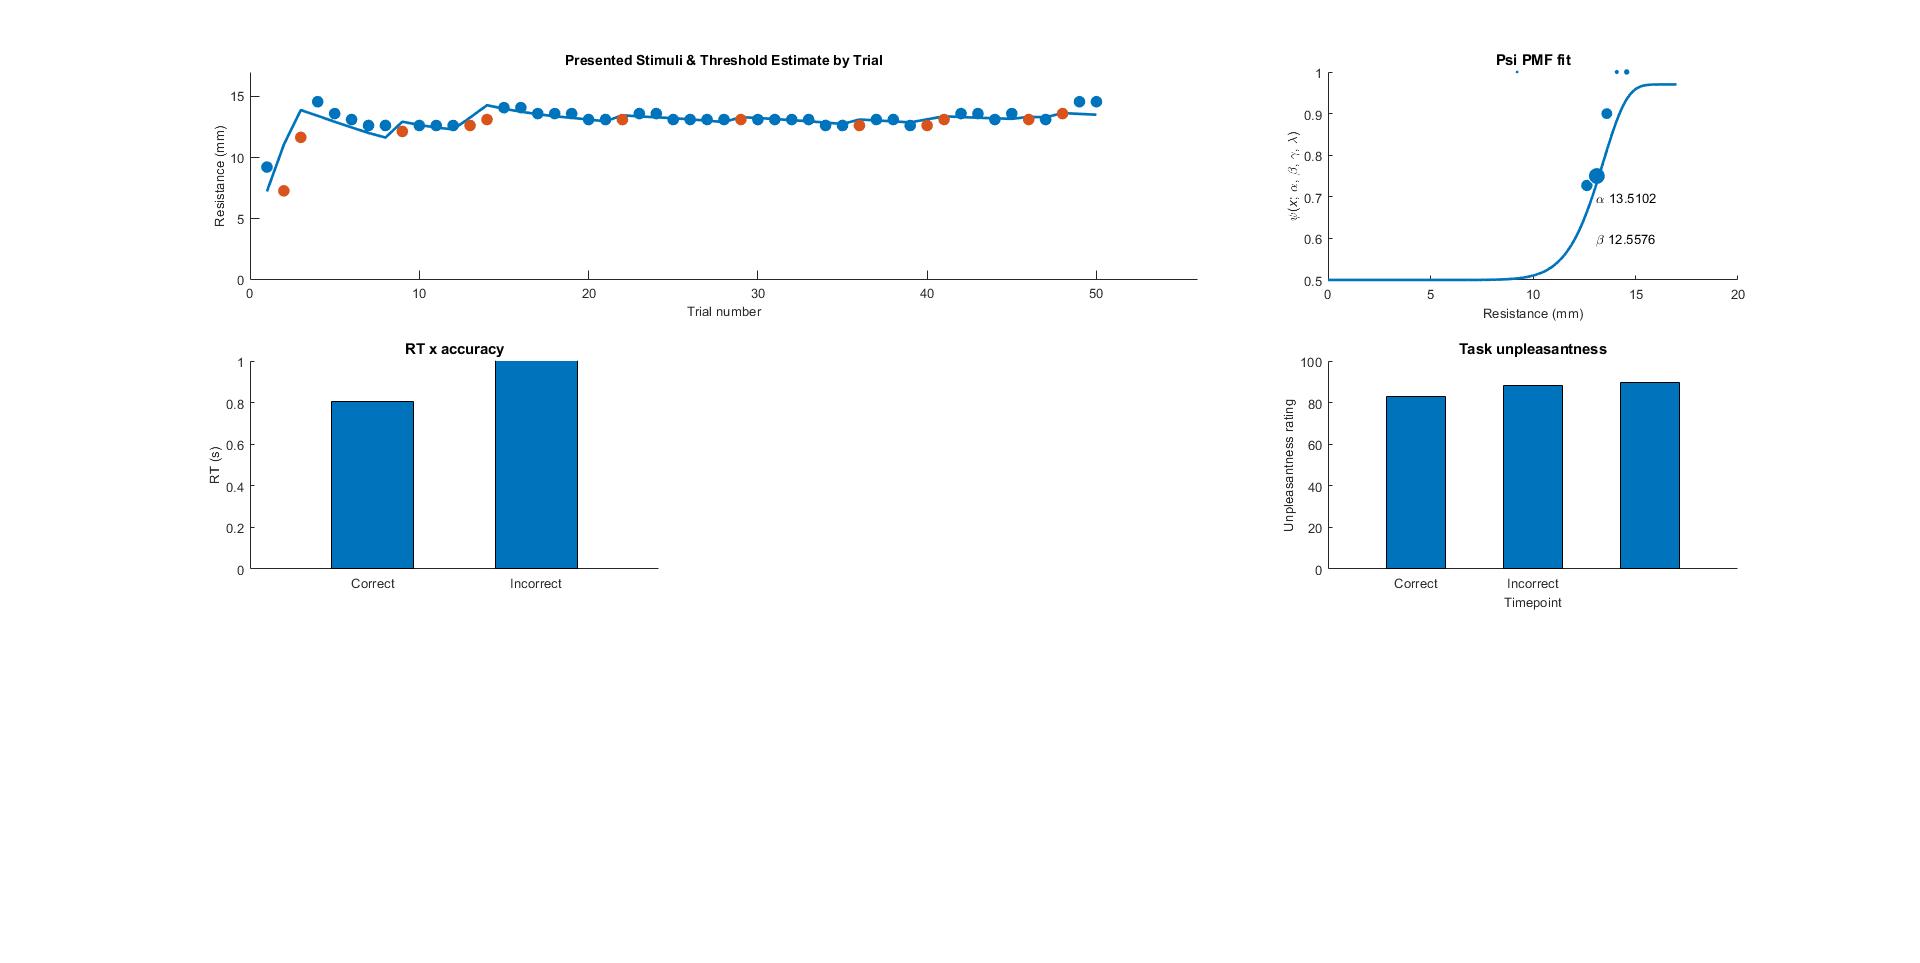 Presented Stimuli & Threshold Estimate by Trial
Resistance (mm)
15
10
5
0
0 10 20 30 40 50
Trial number
Psi PMF fit
ψ(x; α, β, γ, λ)
1
0.9
0.8
0.7
0.6
0.5
α 13.5102
β 12.5576
0 5 10 15 20
Resistance (mm)
RT x accuracy
RT (s)
1
0.8
0.6
0.4
0.2
0
Correct Incorrect
Task unpleasantness
Unpleasantness rating
100
80
60
40
20
0
Correct Incorrect
Timepoint